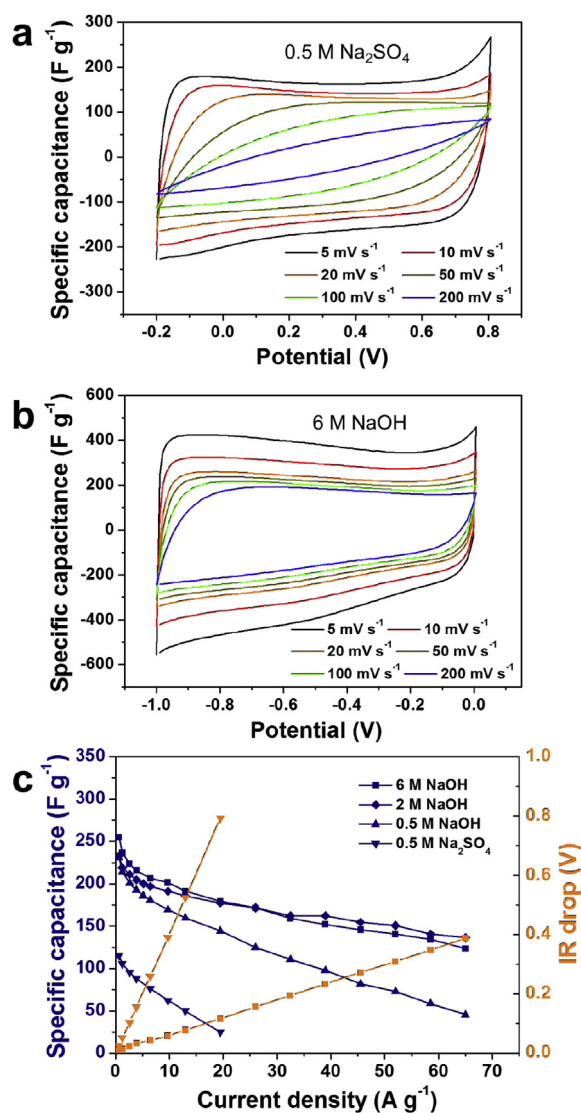 a
0.5 M Na₂SO₄
Specific capacitance (F g⁻¹)
300
200
100
0
-100
-200
-300
5 mV s⁻¹ 10 mV s⁻¹
20 mV s⁻¹ 50 mV s⁻¹
100 mV s⁻¹ 200 mV s⁻¹
-0.2 0.0 0.2 0.4 0.6 0.8
Potential (V)
b
6 M NaOH
Specific capacitance (F g⁻¹)
600
400
200
0
-200
-400
-600
5 mV s⁻¹ 10 mV s⁻¹
20 mV s⁻¹ 50 mV s⁻¹
100 mV s⁻¹ 200 mV s⁻¹
-1.0 -0.8 -0.6 -0.4 -0.2 0.0
Potential (V)
c
Specific capacitance (F g⁻¹)
350
300
250
200
150
100
50
0
6 M NaOH
2 M NaOH
0.5 M NaOH
0.5 M Na₂SO₄
1.0
0.8
0.6
0.4
0.2
0.0
IR drop (V)
0 10 20 30 40 50 60 70
Current density (A g⁻¹)